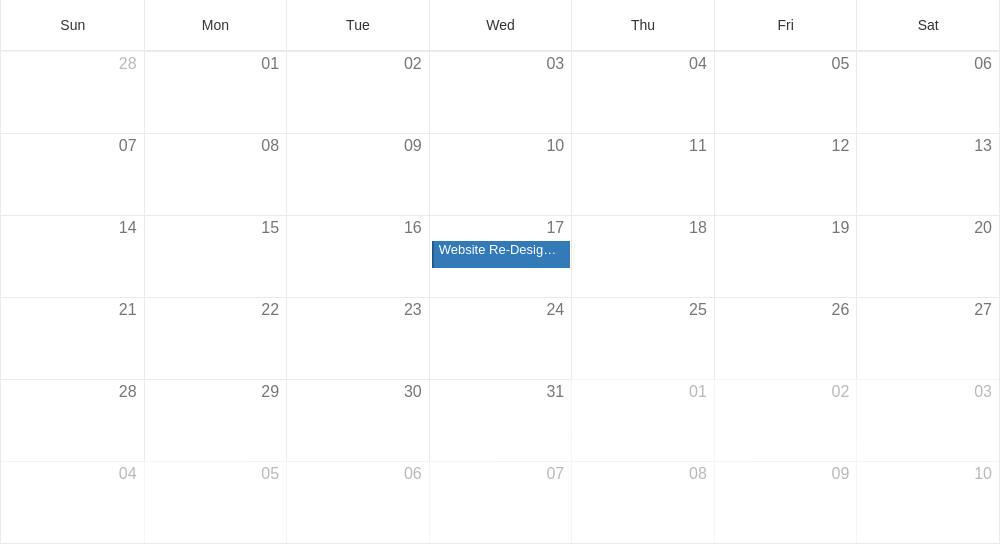 Sun Mon Tue Wed Thu Fri Sat
28 01 02 03 04 05 06
07 08 09 10 11 12 13
14 15 16 17 18 19 20
Website Re-Desig…
21 22 23 24 25 26 27
28 29 30 31 01 02 03
04 05 06 07 08 09 10